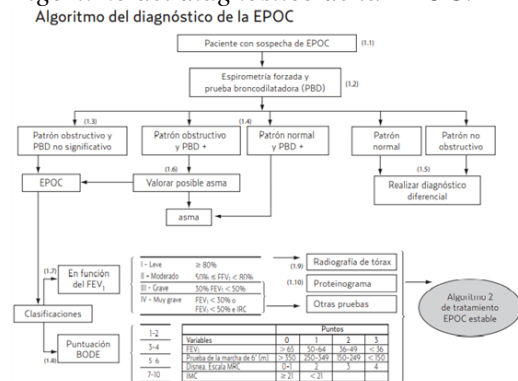 Algoritmo del diagnóstico de la EPOC
Paciente con sospecha de EPOC
(1.1)
Espirometría forzada y
prueba broncodilatadora (PBD)
(1.2)
(1.3)
(1.4)
Patrón obstructivo y
PBD no significativo
Patrón obstructivo
y PBD +
Patrón normal
y PBD +
Patrón
normal
Patrón no
obstructivo
(1.6)
(1.5)
EPOC
Valorar posible asma
Realizar diagnóstico
diferencial
asma
(1.7)
En función
del FEV₁
I - Leve ≥ 80%
II - Moderado 50% ≤ FEV₁ < 80%
III - Grave 30% FEV₁ < 50%
IV - Muy grave FEV₁ < 30% o
FEV₁ < 50% e IRC
(1.9)
Radiografía de tórax
(1.10)
Proteinograma
Otras pruebas
Algoritmo 2
de tratamiento
EPOC estable
Clasificaciones
Puntuación
BODE
(1.8)
1-2
3-4
5 6
7-10
Puntos
Variables 0 1 2 3
FEV₁ > 65 50-64 36-49 < 36
Prueba de la marcha de 6' (m) > 350 250-349 150-249 < 150
Disnea. Escala MRC 0-1 2 3 4
IMC ≥ 21 < 21